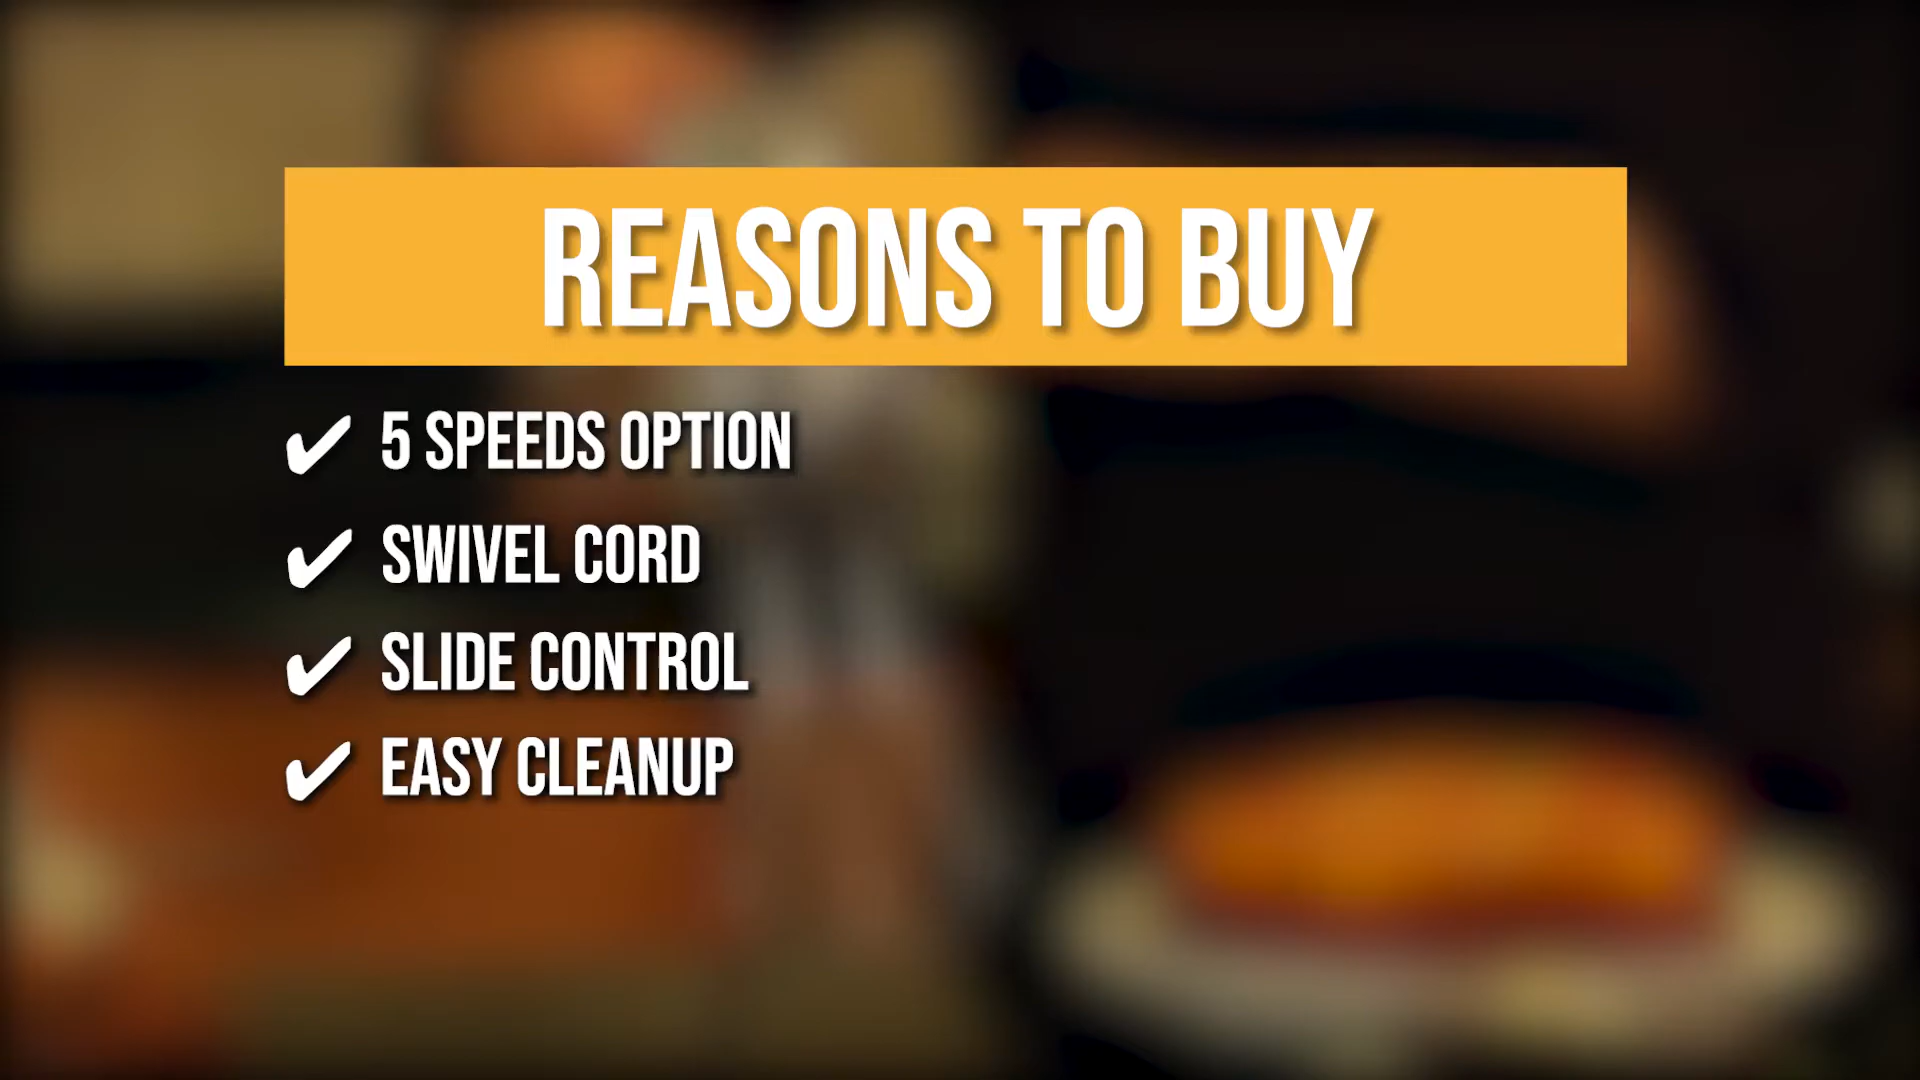 REASONS TO BUY
✔ 5 SPEEDS OPTION
✔ SWIVEL CORD
✔ SLIDE CONTROL
✔ EASY CLEANUP